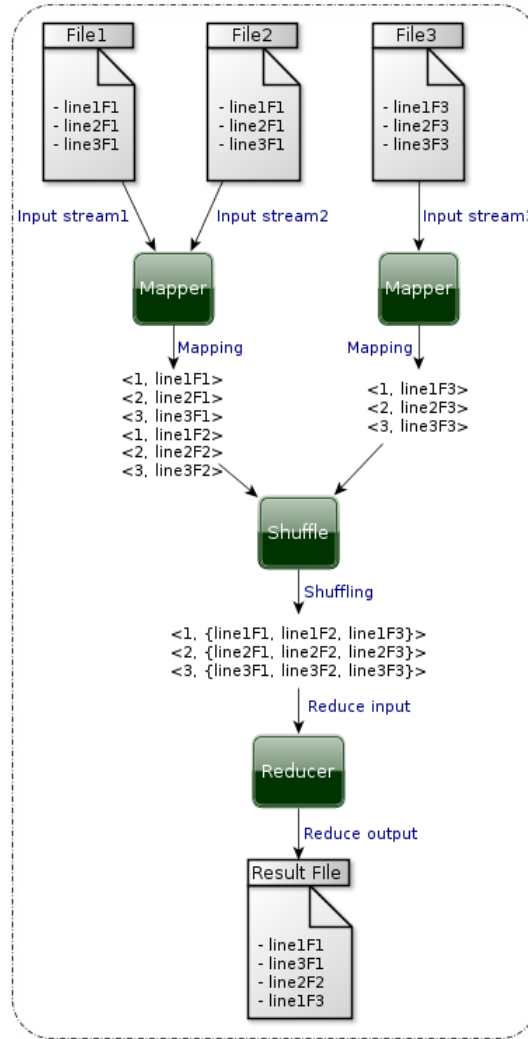 File1
File2
File3
- line1F1
- line2F1
- line3F1
- line1F1
- line2F1
- line3F1
- line1F3
- line2F3
- line3F3
Input stream1
Input stream2
Input stream3
Mapper
Mapper
Mapping
Mapping
<1, line1F1>
<2, line2F1>
<3, line3F1>
<1, line1F2>
<2, line2F2>
<3, line3F2>
<1, line1F3>
<2, line2F3>
<3, line3F3>
Shuffle
Shuffling
<1, {line1F1, line1F2, line1F3}>
<2, {line2F1, line2F2, line2F3}>
<3, {line3F1, line3F2, line3F3}>
Reduce input
Reducer
Reduce output
Result FIle
- line1F1
- line3F1
- line2F2
- line1F3